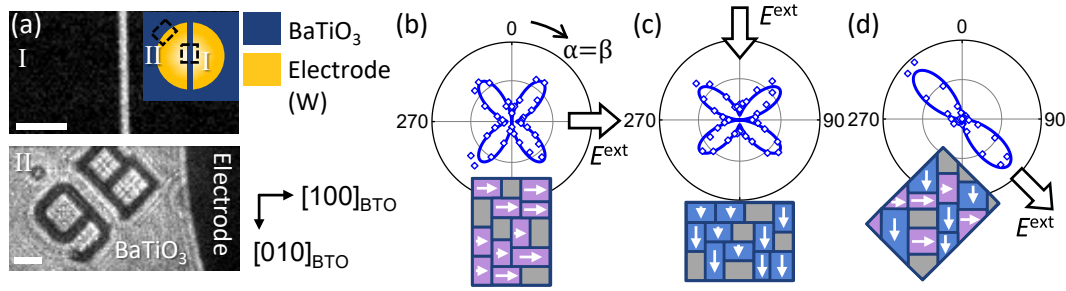 (a)
I
II
I
BaTiO₃
Electrode
(W)
II
BaTiO₃
Electrode
[100]BTO
[010]BTO
(b)
0
α=β
270
Eᵉˣᵗ
(c)
Eᵉˣᵗ
270
90
(d)
0
270
90
Eᵉˣᵗ